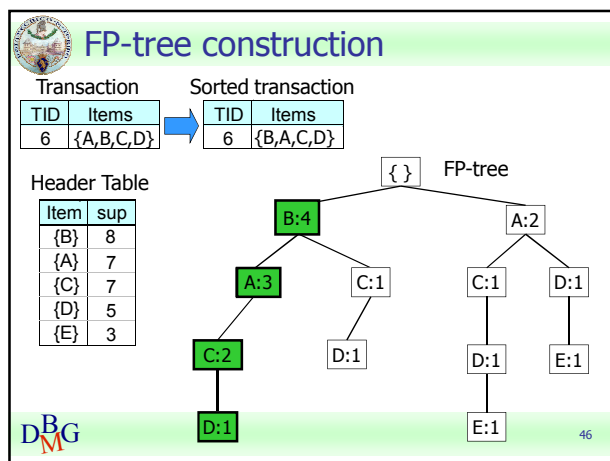 FP-tree construction
Transaction
TID Items
6 {A,B,C,D}
Sorted transaction
TID Items
6 {B,A,C,D}
Header Table
Item sup
{B} 8
{A} 7
{C} 7
{D} 5
{E} 3
FP-tree
{ }
B:4 A:2
A:3 C:1 C:1 D:1
C:2 D:1 D:1 E:1
D:1 E:1
DBMG
46